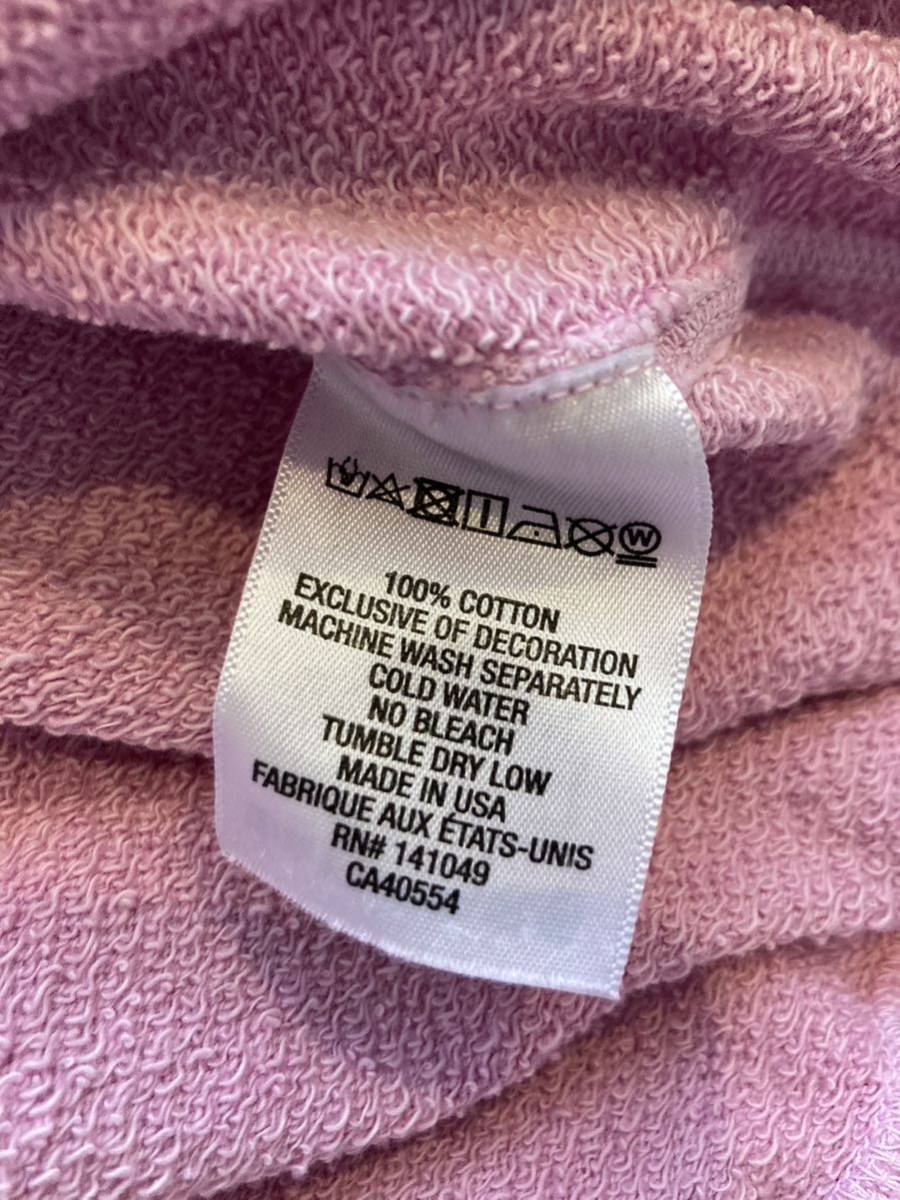 W
100% COTTON
EXCLUSIVE OF DECORATION
MACHINE WASH SEPARATELY
COLD WATER
NO BLEACH
TUMBLE DRY LOW
MADE IN USA
FABRIQUE AUX ÉTATS-UNIS
RN# 141049
CA40554